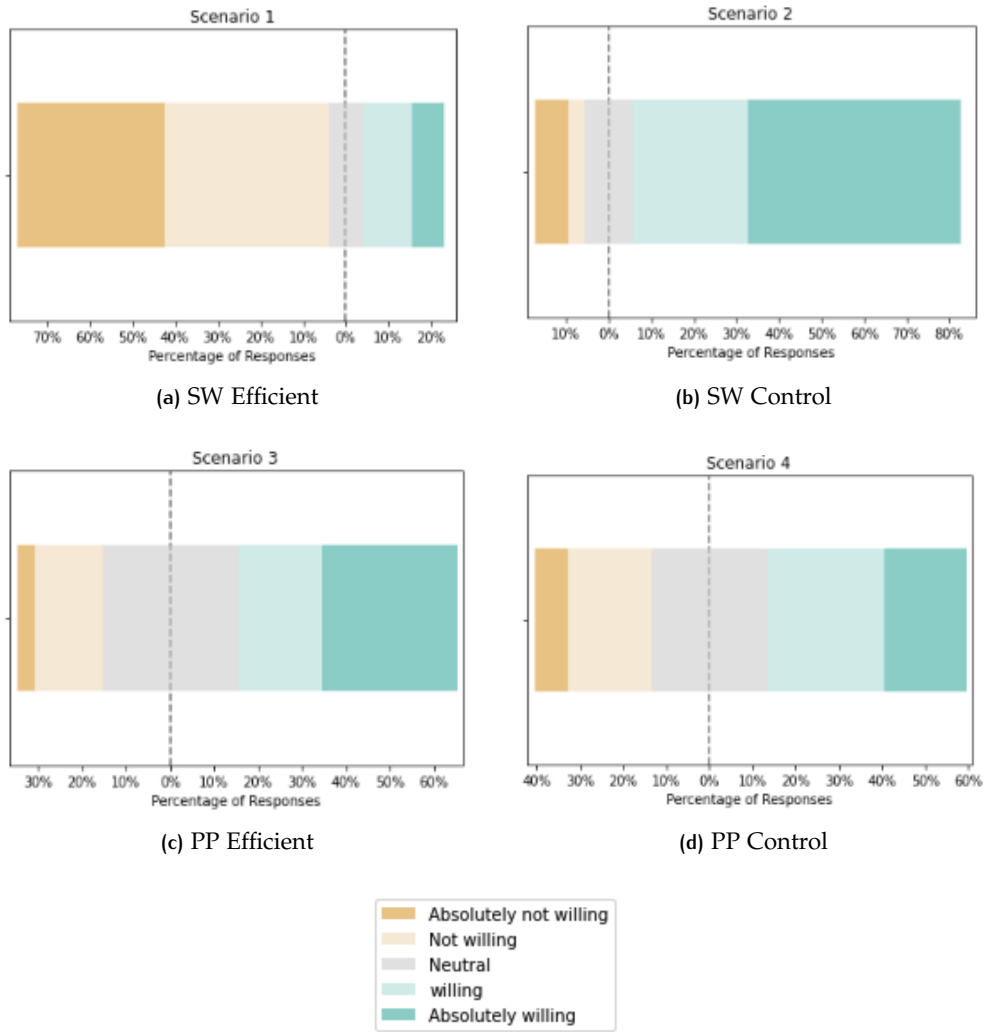 Scenario 1
70% 60% 50% 40% 30% 20% 10% 0% 10% 20%
Percentage of Responses
(a) SW Efficient
Scenario 2
10% 0% 10% 20% 30% 40% 50% 60% 70% 80%
Percentage of Responses
(b) SW Control
Scenario 3
30% 20% 10% 0% 10% 20% 30% 40% 50% 60%
Percentage of Responses
(c) PP Efficient
Scenario 4
40% 30% 20% 10% 0% 10% 20% 30% 40% 50% 60%
Percentage of Responses
(d) PP Control
Absolutely not willing
Not willing
Neutral
willing
Absolutely willing